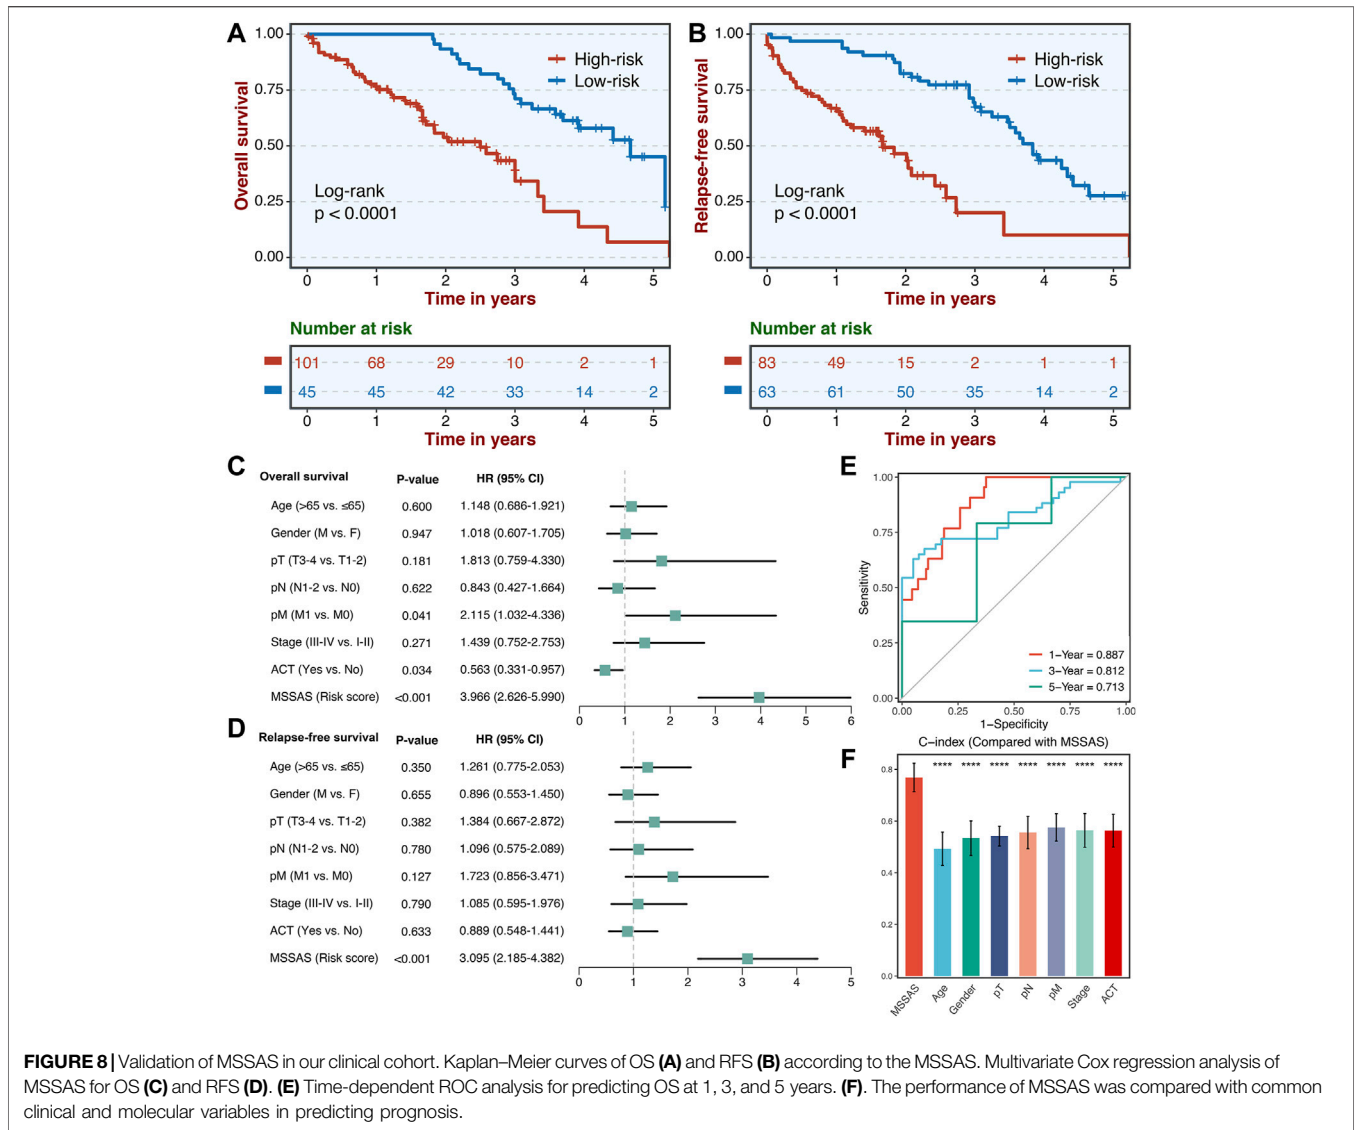 A
1.00
0.75
0.50
0.25
0.00
Overall survival
High-risk
Low-risk
Log-rank
p < 0.0001
0 1 2 3 4 5
Time in years
Number at risk
101 68 29 10 2 1
45 45 42 33 14 2
0 1 2 3 4 5
Time in years
B
1.00
0.75
0.50
0.25
0.00
Relapse-free survival
High-risk
Low-risk
Log-rank
p < 0.0001
0 1 2 3 4 5
Time in years
Number at risk
83 49 15 2 1 1
63 61 50 35 14 2
0 1 2 3 4 5
Time in years
C
Overall survival P-value HR (95% CI)
Age (>65 vs. ≤65) 0.600 1.148 (0.686-1.921)
Gender (M vs. F) 0.947 1.018 (0.607-1.705)
pT (T3-4 vs. T1-2) 0.181 1.813 (0.759-4.330)
pN (N1-2 vs. N0) 0.622 0.843 (0.427-1.664)
pM (M1 vs. M0) 0.041 2.115 (1.032-4.336)
Stage (III-IV vs. I-II) 0.271 1.439 (0.752-2.753)
ACT (Yes vs. No) 0.034 0.563 (0.331-0.957)
MSSAS (Risk score) <0.001 3.966 (2.626-5.990)
0 1 2 3 4 5 6
D
Relapse-free survival P-value HR (95% CI)
Age (>65 vs. ≤65) 0.350 1.261 (0.775-2.053)
Gender (M vs. F) 0.655 0.896 (0.553-1.450)
pT (T3-4 vs. T1-2) 0.382 1.384 (0.667-2.872)
pN (N1-2 vs. N0) 0.780 1.096 (0.575-2.089)
pM (M1 vs. M0) 0.127 1.723 (0.856-3.471)
Stage (III-IV vs. I-II) 0.790 1.085 (0.595-1.976)
ACT (Yes vs. No) 0.633 0.889 (0.548-1.441)
MSSAS (Risk score) <0.001 3.095 (2.185-4.382)
0 1 2 3 4 5
E
1.00
0.75
0.50
0.25
0.00
Sensitivity
1-Year = 0.887
3-Year = 0.812
5-Year = 0.713
0.00 0.25 0.50 0.75 1.00
1-Specificity
F
C-index (Compared with MSSAS)
**** **** **** **** **** **** ****
0.8
0.6
0.4
0.2
0.0
MSSAS Age Gender pT pN pM Stage ACT
FIGURE 8 | Validation of MSSAS in our clinical cohort. Kaplan–Meier curves of OS (A) and RFS (B) according to the MSSAS. Multivariate Cox regression analysis of
MSSAS for OS (C) and RFS (D). (E) Time-dependent ROC analysis for predicting OS at 1, 3, and 5 years. (F). The performance of MSSAS was compared with common
clinical and molecular variables in predicting prognosis.